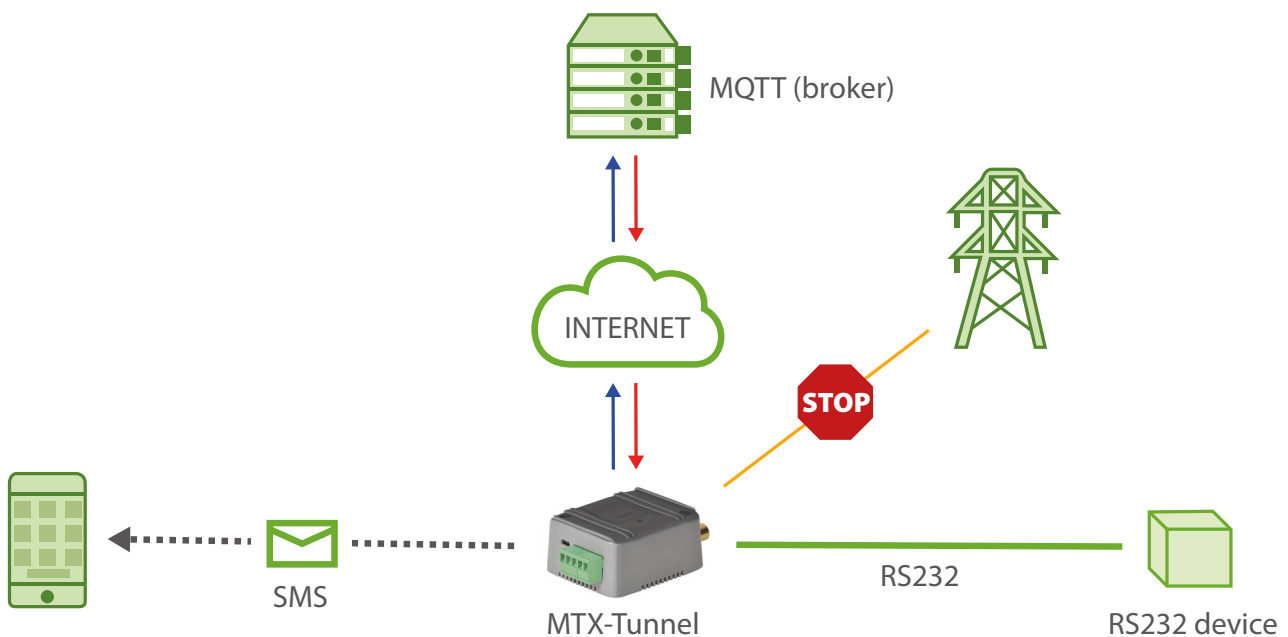 MQTT (broker)
INTERNET
STOP
SMS
RS232
MTX-Tunnel
RS232 device